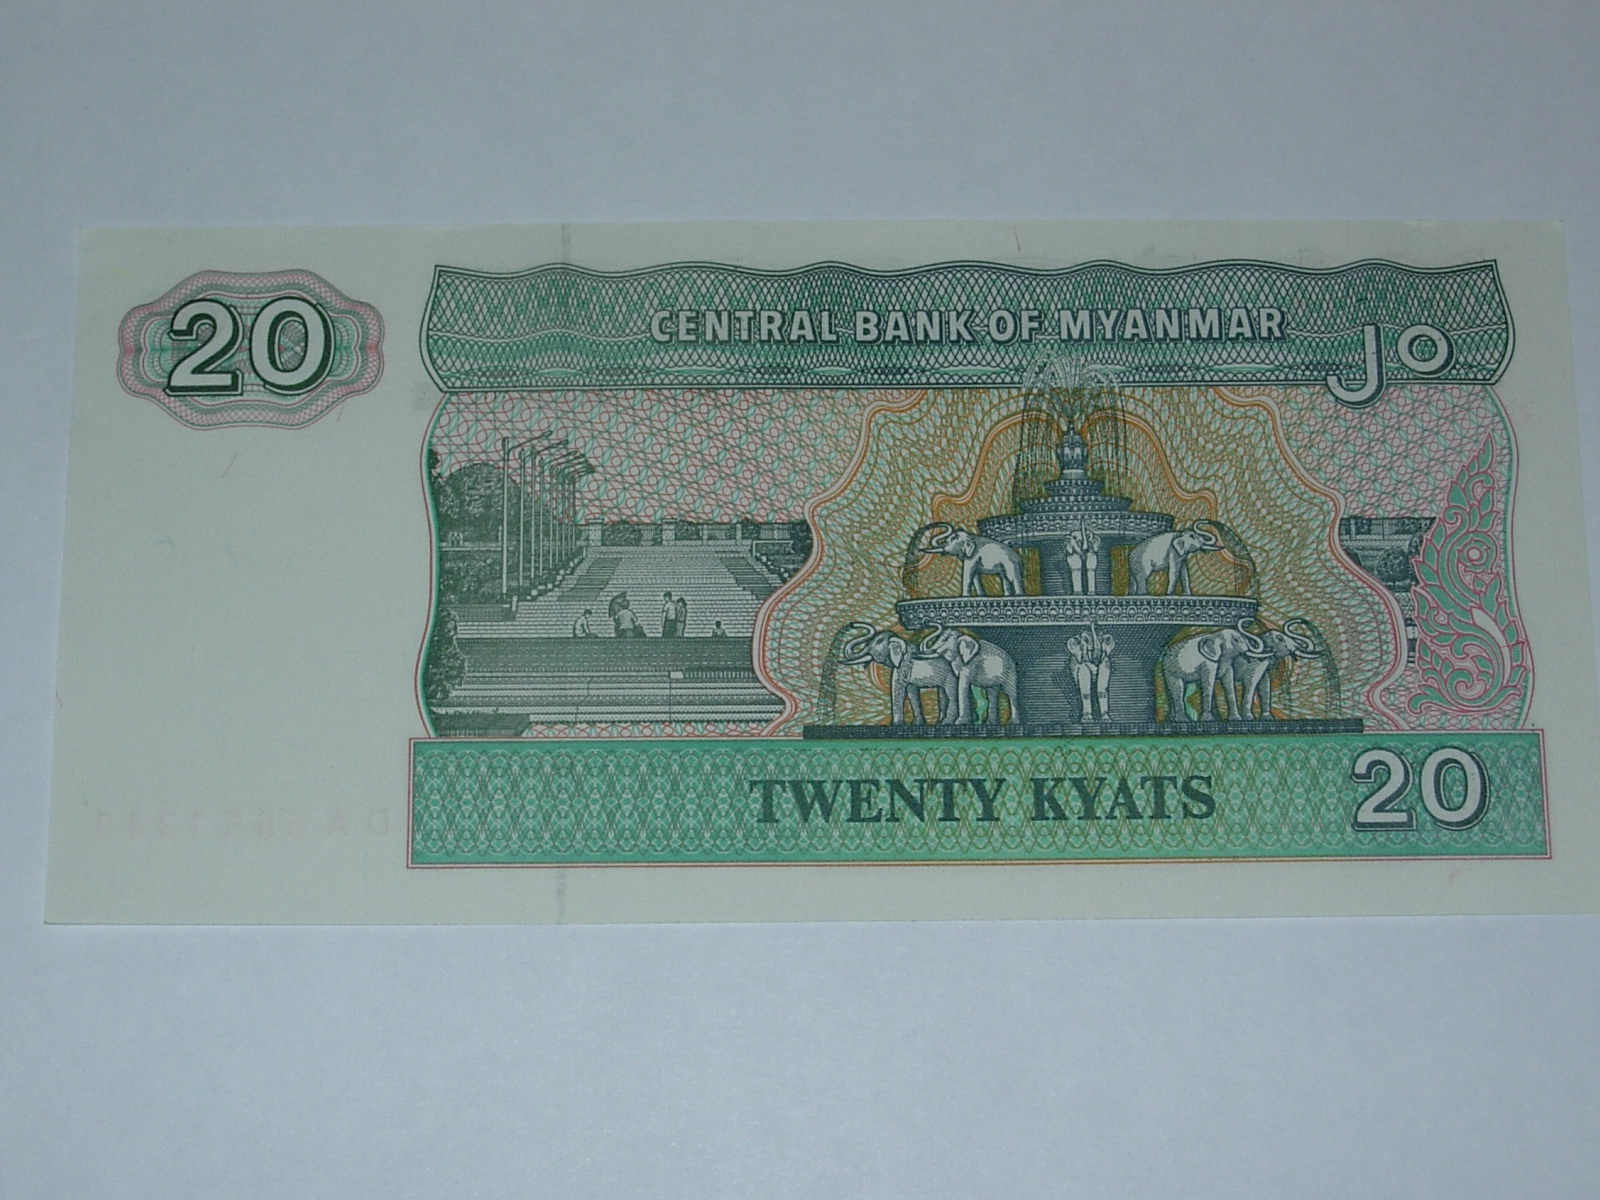 20
CENTRAL BANK OF MYANMAR
၂၀
TWENTY KYATS
20